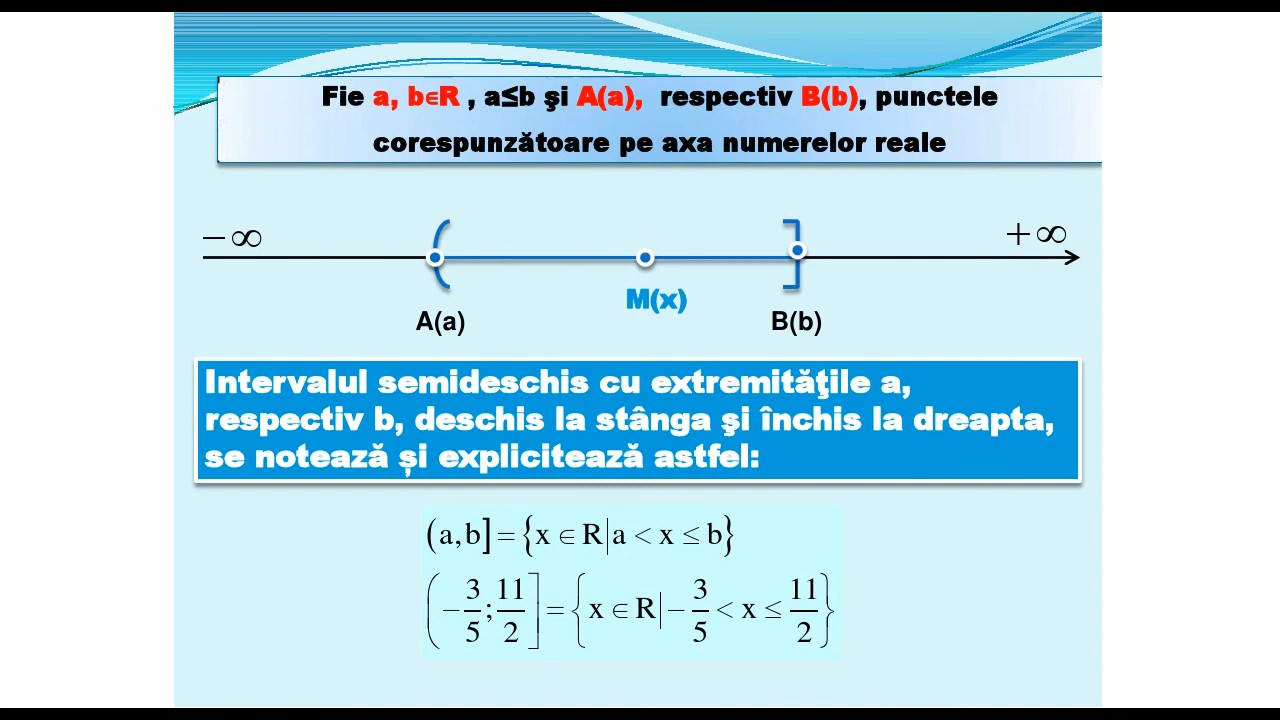 Fie a, b∈R , a≤b şi A(a), respectiv B(b), punctele
corespunzătoare pe axa numerelor reale
−∞ +∞
M(x)
A(a) B(b)
Intervalul semideschis cu extremităţile a,
respectiv b, deschis la stânga şi închis la dreapta,
se notează și explicitează astfel:
(a,b]={x∈R|a<x≤b}
(−3/5;11/2]={x∈R|−3/5<x≤11/2}